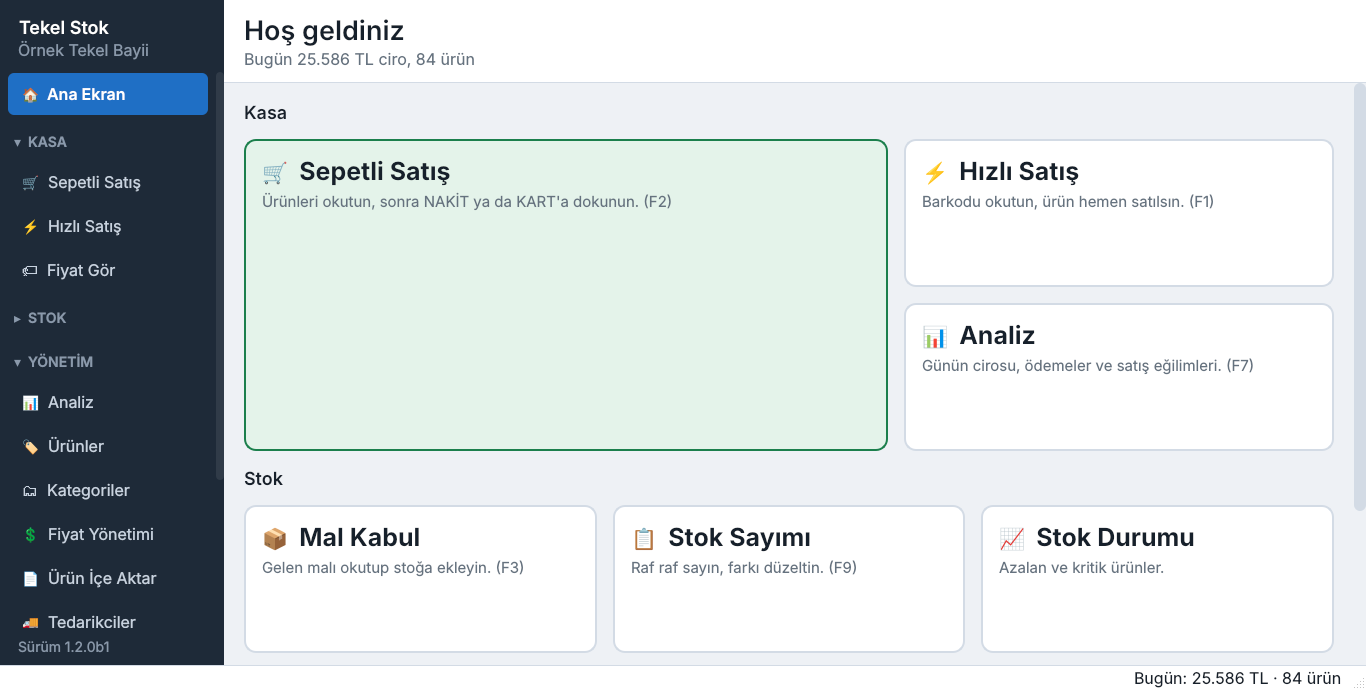 Tekel Stok
Örnek Tekel Bayii
Ana Ekran
KASA
Sepetli Satış
Hızlı Satış
Fiyat Gör
STOK
YÖNETİM
Analiz
Ürünler
Kategoriler
Fiyat Yönetimi
Ürün İçe Aktar
Tedarikciler
Sürüm 1.2.0b1
Hoş geldiniz
Bugün 25.586 TL ciro, 84 ürün
Kasa
Sepetli Satış
Ürünleri okutun, sonra NAKİT ya da KART'a dokunun. (F2)
Hızlı Satış
Barkodu okutun, ürün hemen satılsın. (F1)
Analiz
Günün cirosu, ödemeler ve satış eğilimleri. (F7)
Stok
Mal Kabul
Gelen malı okutup stoğa ekleyin. (F3)
Stok Sayımı
Raf raf sayın, farkı düzeltin. (F9)
Stok Durumu
Azalan ve kritik ürünler.
Bugün: 25.586 TL · 84 ürün